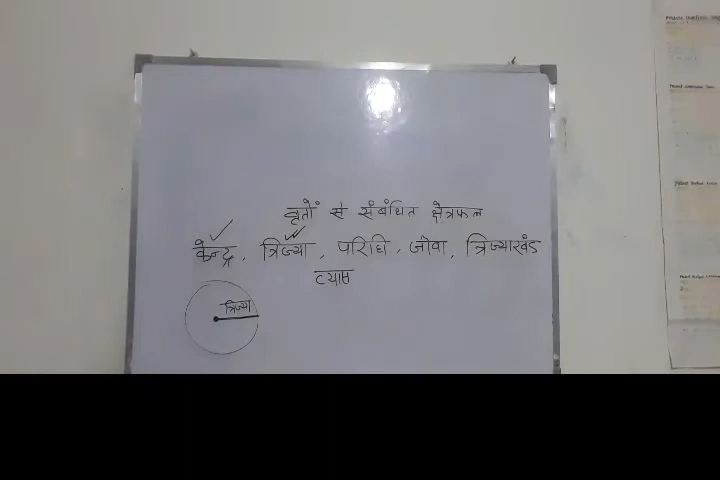 वृतों से संबंधित क्षेत्रफल
केन्द्र, त्रिज्या, परिधि, जीवा, त्रिज्याखंड
व्यास
त्रिज्या